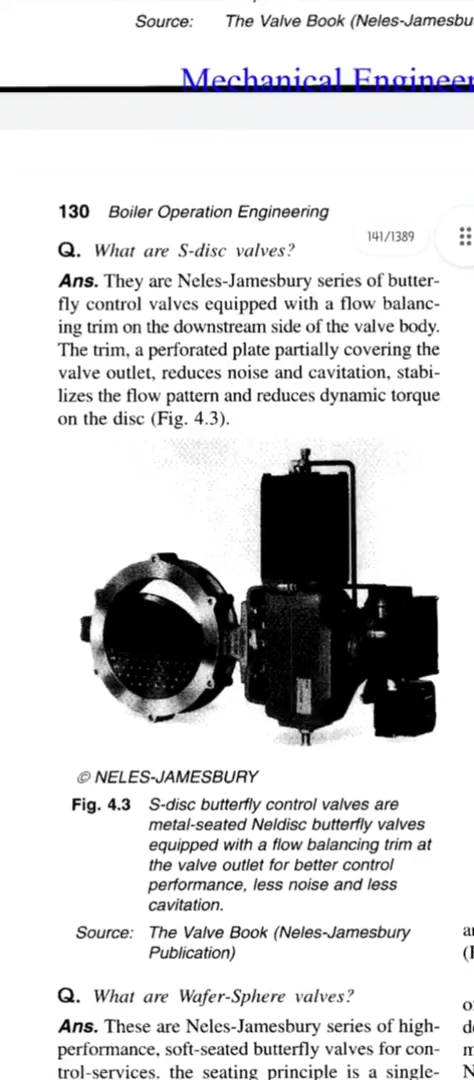 Source: The Valve Book (Neles-Jamesbu
Mechanical Engineer
130 Boiler Operation Engineering
141/1389
Q. What are S-disc valves?
Ans. They are Neles-Jamesbury series of butter-
fly control valves equipped with a flow balanc-
ing trim on the downstream side of the valve body.
The trim, a perforated plate partially covering the
valve outlet, reduces noise and cavitation, stabi-
lizes the flow pattern and reduces dynamic torque
on the disc (Fig. 4.3).
© NELES-JAMESBURY
Fig. 4.3 S-disc butterfly control valves are
metal-seated Neldisc butterfly valves
equipped with a flow balancing trim at
the valve outlet for better control
performance, less noise and less
cavitation.
Source: The Valve Book (Neles-Jamesbury
Publication)
Q. What are Wafer-Sphere valves?
Ans. These are Neles-Jamesbury series of high-
performance, soft-seated butterfly valves for con-
trol-services. the seating principle is a single-